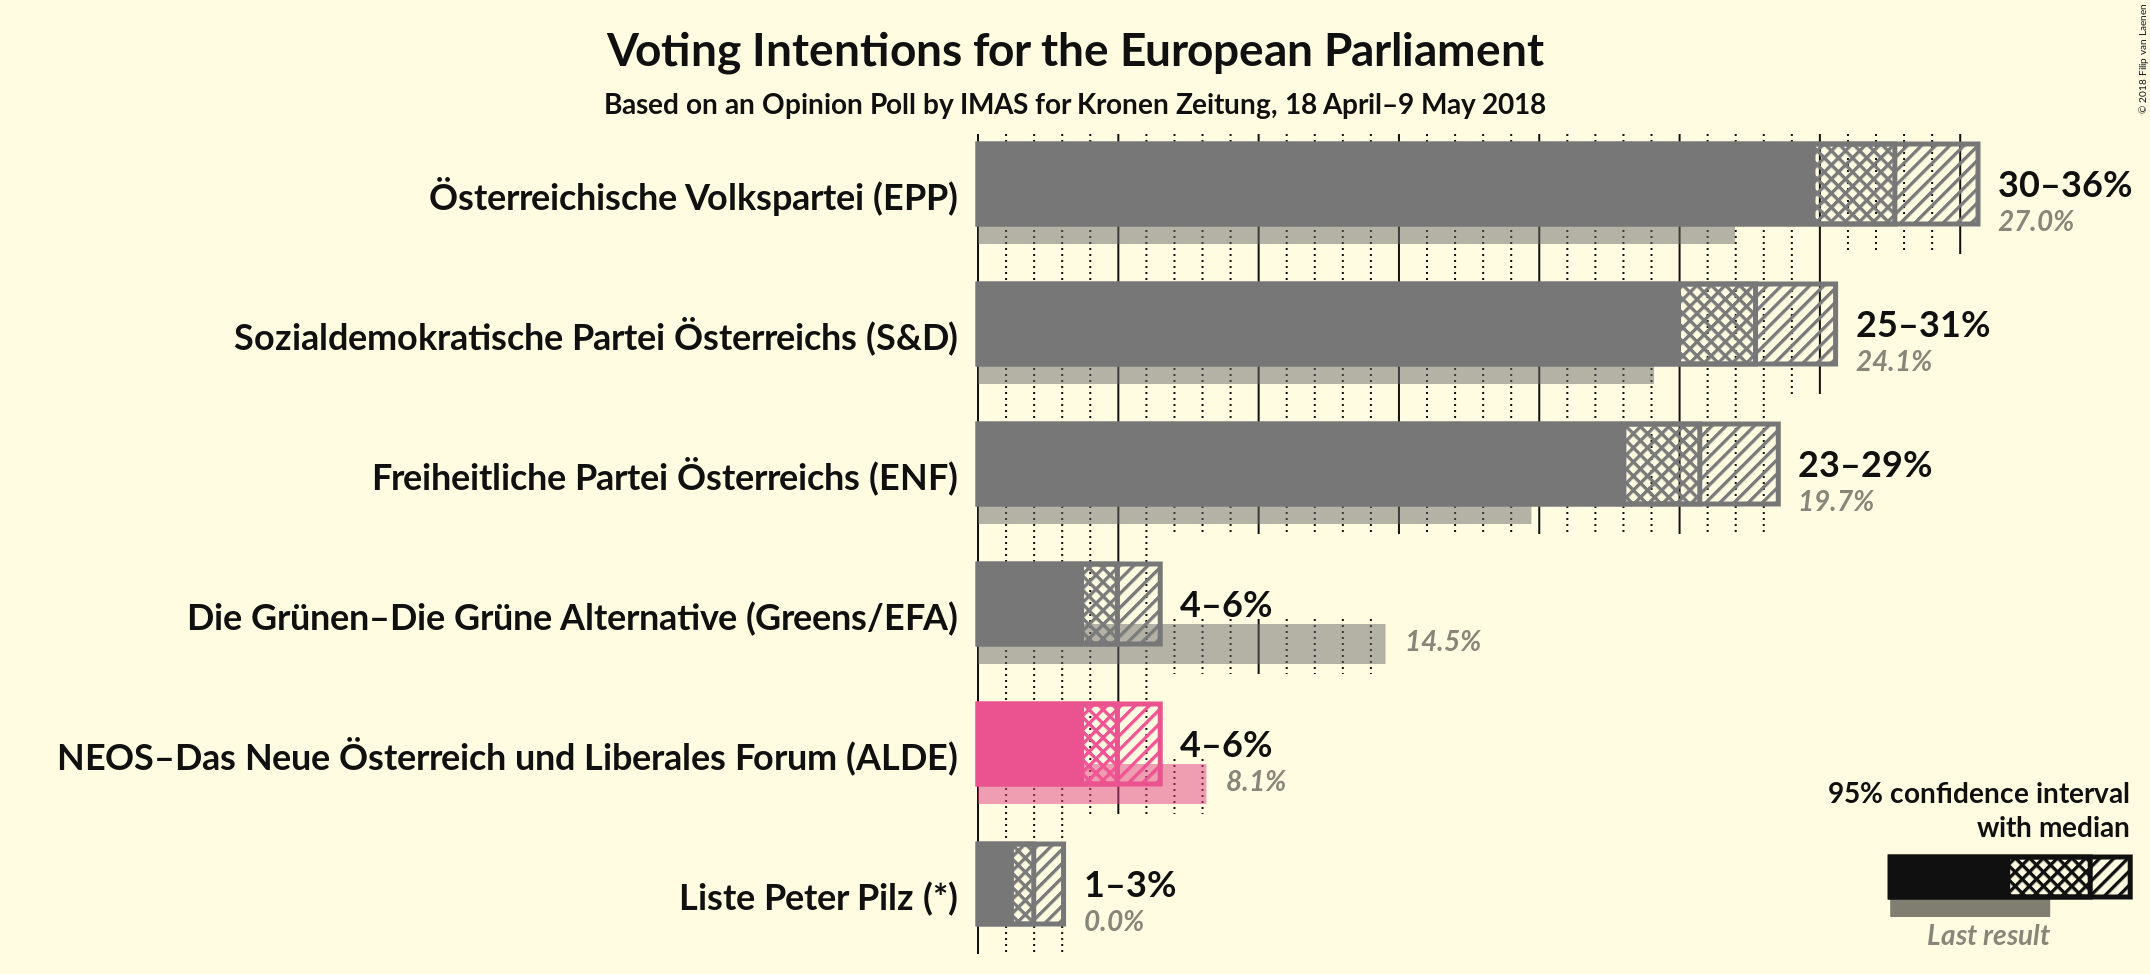 Voting Intentions for the European Parliament
Based on an Opinion Poll by IMAS for Kronen Zeitung, 18 April–9 May 2018
© 2018 Filip van Laenen
Österreichische Volkspartei (EPP)
30–36%
27.0%
Sozialdemokratische Partei Österreichs (S&D)
25–31%
24.1%
Freiheitliche Partei Österreichs (ENF)
23–29%
19.7%
Die Grünen–Die Grüne Alternative (Greens/EFA)
4–6%
14.5%
NEOS–Das Neue Österreich und Liberales Forum (ALDE)
4–6%
8.1%
Liste Peter Pilz (*)
1–3%
0.0%
95% confidence interval
with median
Last result